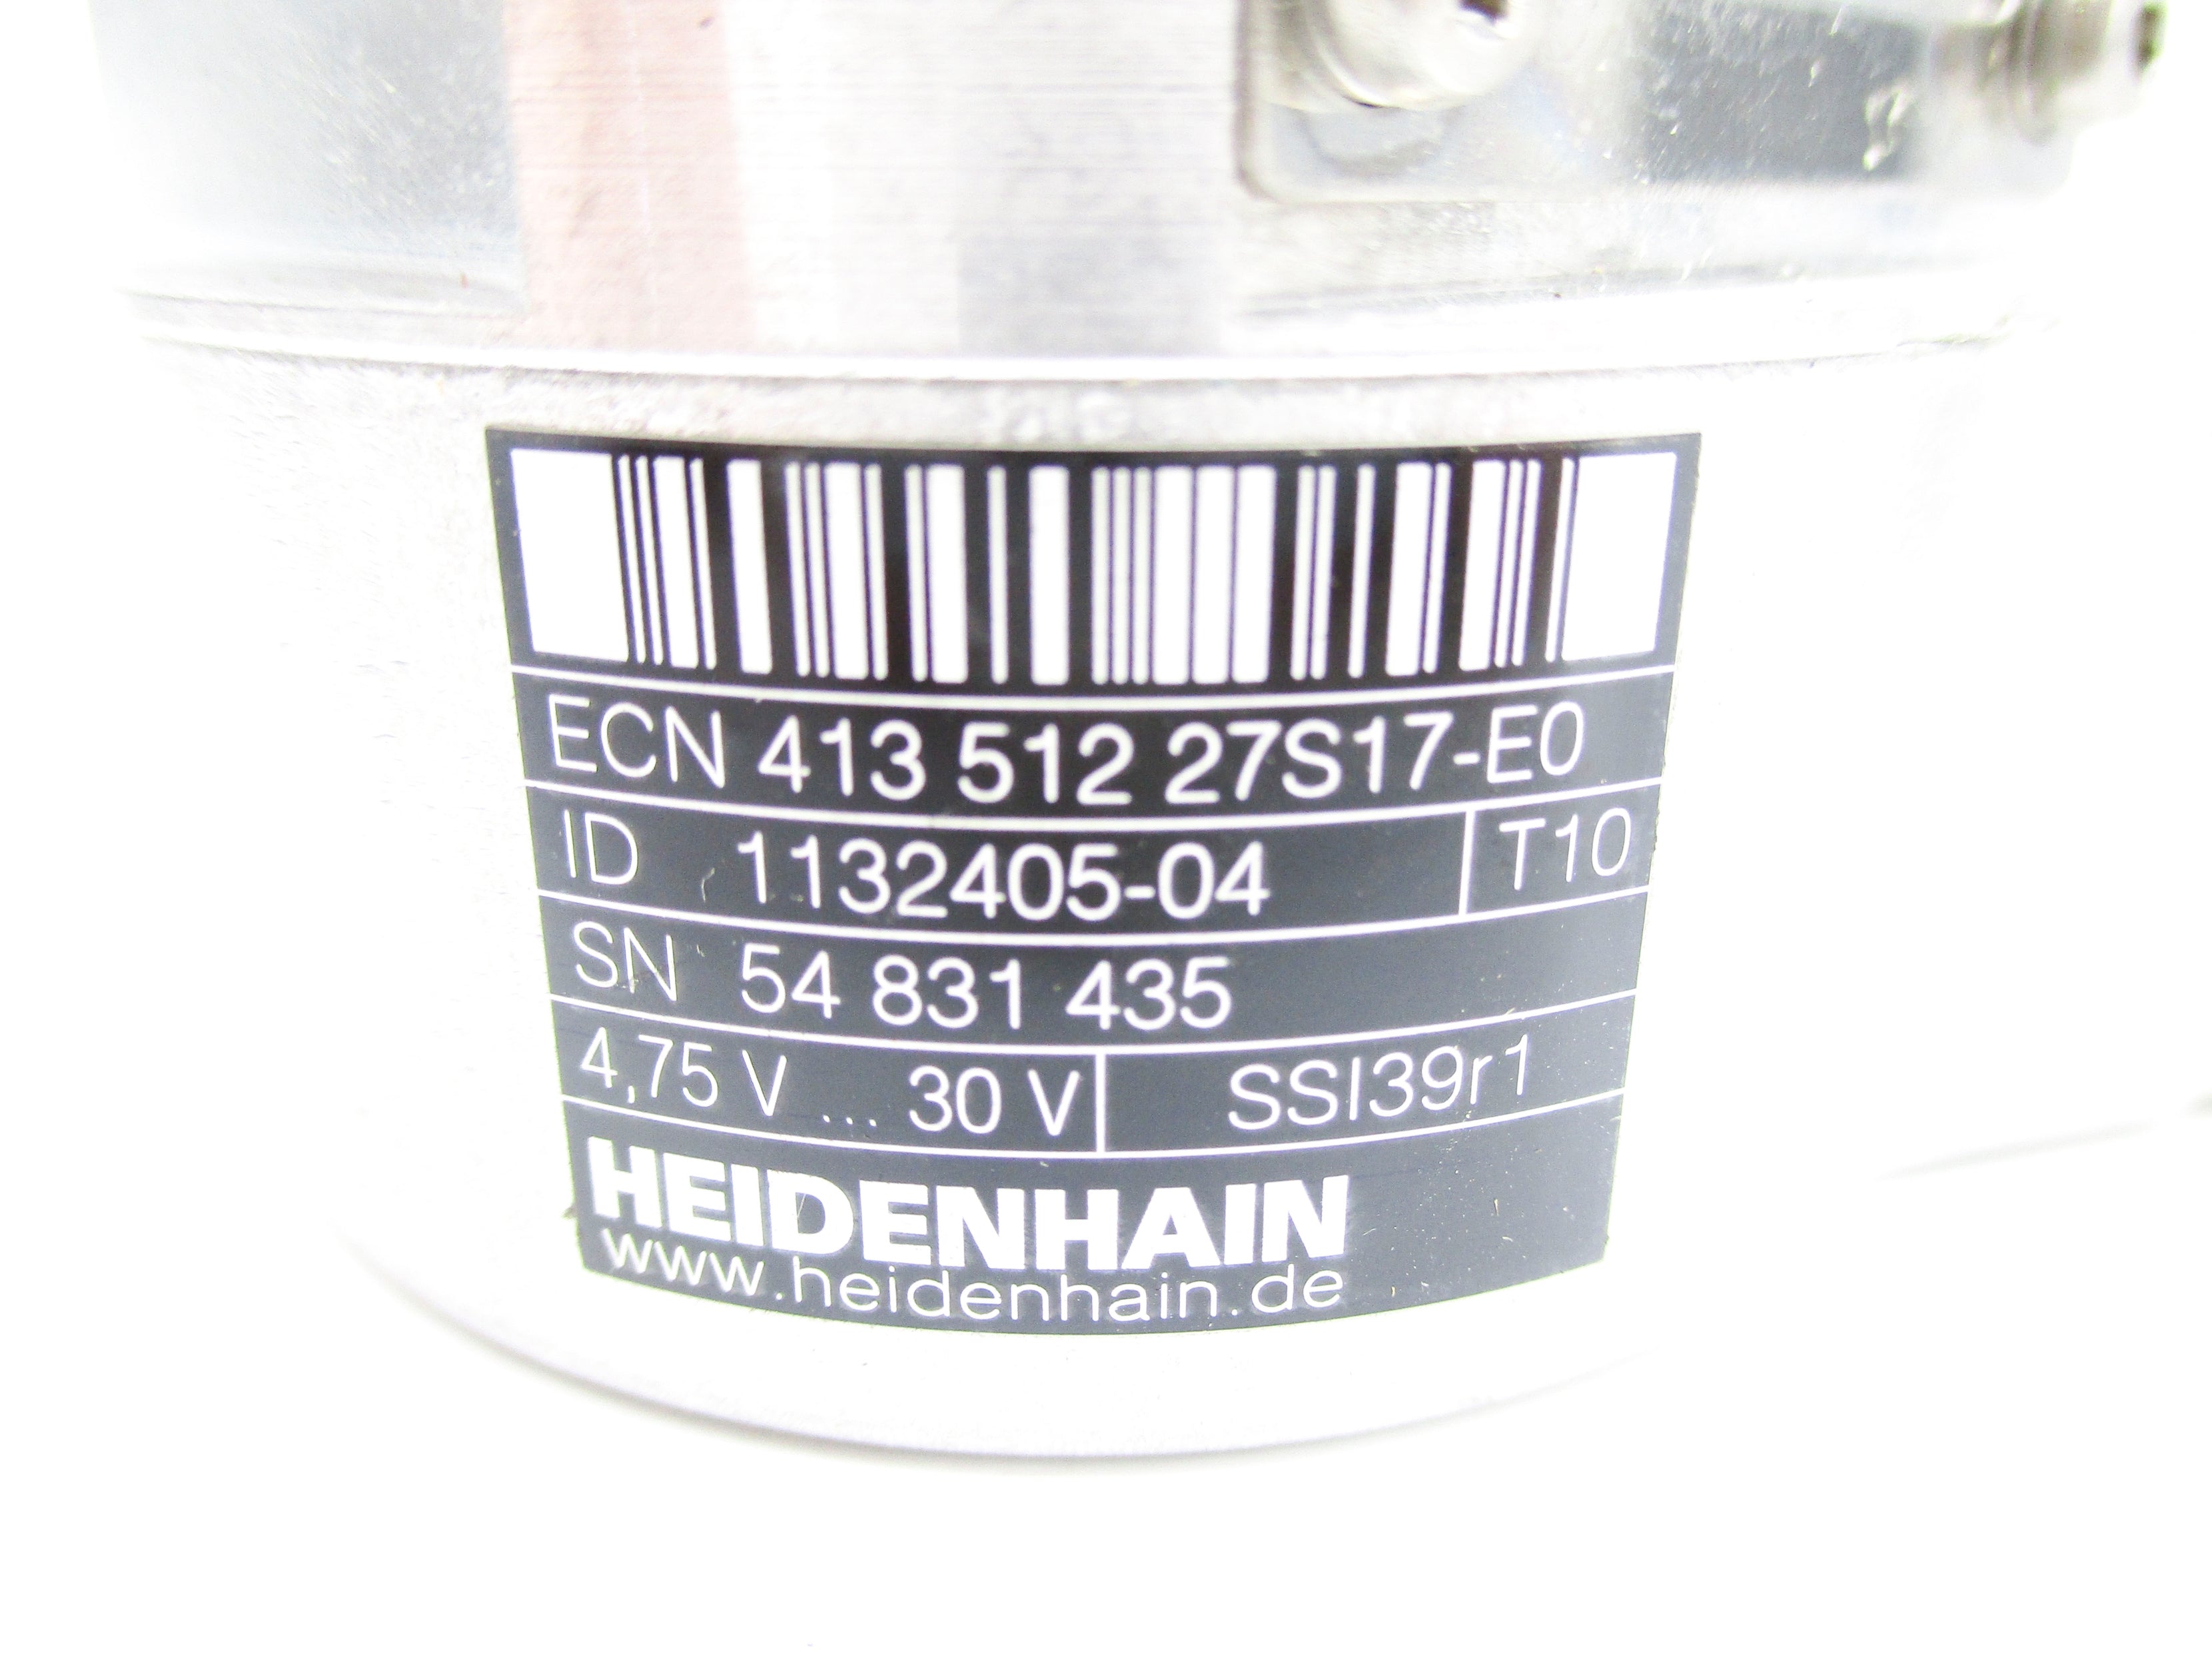 ECN 413 512 27S17-E0
ID 1132405-04 T10
SN 54 831 435
4,75 V ... 30 V SSI39r1
HEIDENHAIN
www.heidenhain.de